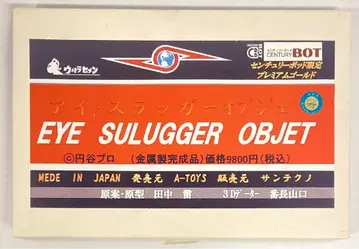 ウルトラセブン
CENTURY BOT
センチュリーボット限定
プレミアムゴールド
アイ・スラッガーオブジェ
EYE SULUGGER OBJET
©円谷プロ (金属製完成品)価格9800円(税込)
MEDE IN JAPAN 発売元 A-TOYS 販売元 サンテクノ
原案・原型 田中 雷 3Dデーター 番長山口